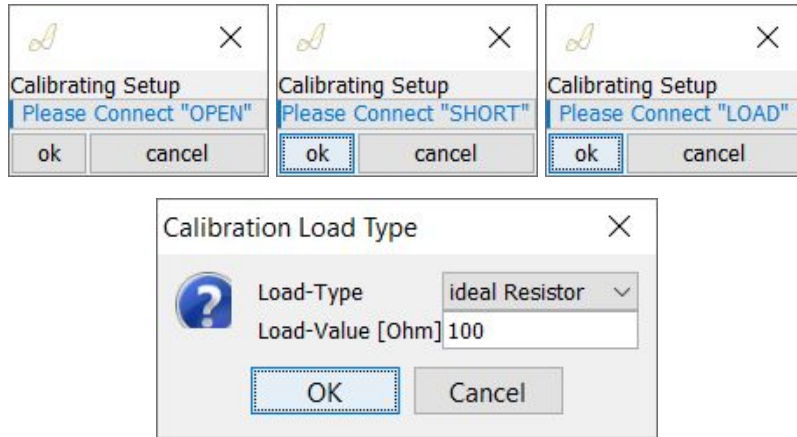 Calibrating Setup
Please Connect "OPEN"
ok cancel
Calibrating Setup
Please Connect "SHORT"
ok cancel
Calibrating Setup
Please Connect "LOAD"
ok cancel
Calibration Load Type
Load-Type ideal Resistor
Load-Value [Ohm] 100
OK Cancel